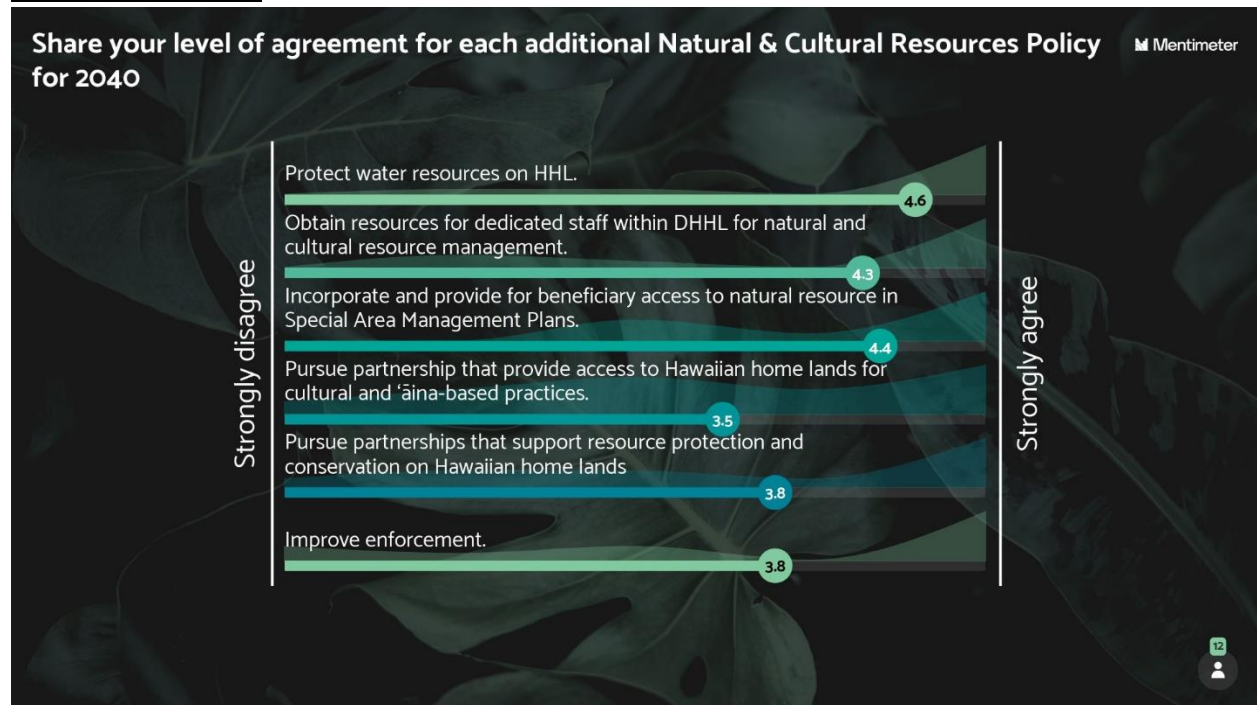 Share your level of agreement for each additional Natural & Cultural Resources Policy
for 2040
Mentimeter
Strongly disagree
Protect water resources on HHL.
4.6
Obtain resources for dedicated staff within DHHL for natural and
cultural resource management.
4.3
Incorporate and provide for beneficiary access to natural resource in
Special Area Management Plans.
4.4
Pursue partnership that provide access to Hawaiian home lands for
cultural and ‘āina-based practices.
3.5
Pursue partnerships that support resource protection and
conservation on Hawaiian home lands
3.8
Improve enforcement.
3.8
Strongly agree
12